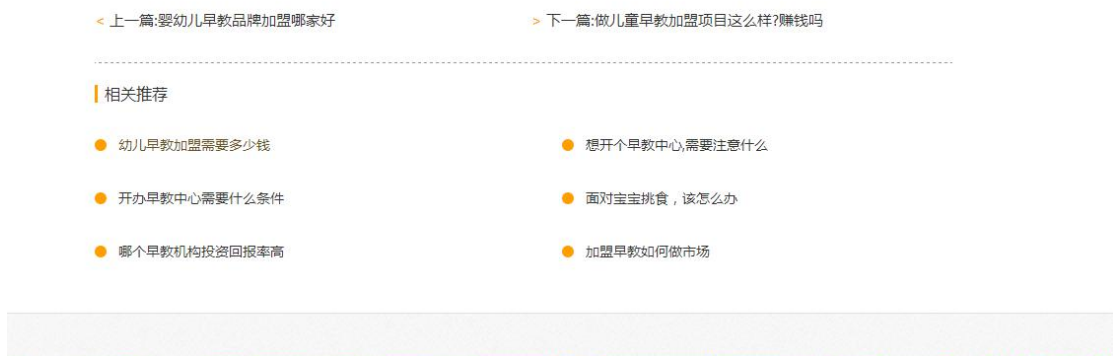 < 上一篇:婴幼儿早教品牌加盟哪家好
> 下一篇:做儿童早教加盟项目这么样?赚钱吗
相关推荐
幼儿早教加盟需要多少钱
想开个早教中心,需要注意什么
开办早教中心需要什么条件
面对宝宝挑食，该怎么办
哪个早教机构投资回报率高
加盟早教如何做市场